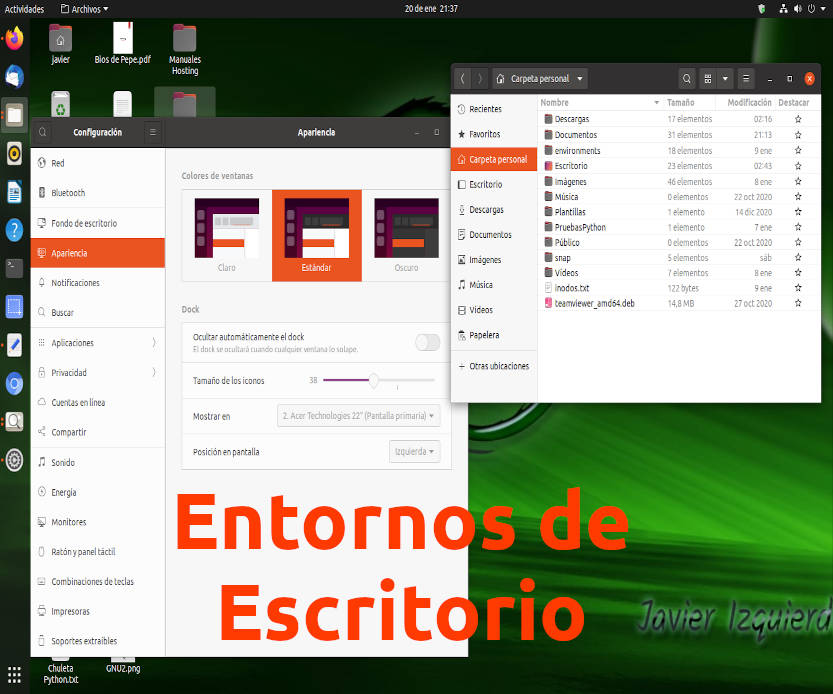 Actividades
Archivos
20 de ene 21:37
javier
Bios de Pepe.pdf
Manuales
Hosting
Configuración
Apariencia
Red
Bluetooth
Fondo de escritorio
Apariencia
Notificaciones
Buscar
Aplicaciones
Privacidad
Cuentas en línea
Compartir
Sonido
Energía
Monitores
Ratón y panel táctil
Combinaciones de teclas
Impresoras
Soportes extraíbles
Colores de ventanas
Claro
Estándar
Oscuro
Dock
Ocultar automáticamente el dock
El dock se ocultará cuando cualquier ventana lo solape.
Tamaño de los iconos 38
Mostrar en 2. Acer Technologies 22" (Pantalla primaria)
Posición en pantalla Izquierda
Carpeta personal
Recientes
Favoritos
Carpeta personal
Escritorio
Descargas
Documentos
Imágenes
Música
Vídeos
Papelera
Otras ubicaciones
Nombre Tamaño Modificación Destacar
Descargas 17 elementos 02:16
Documentos 31 elementos 21:13
environments 9 elementos 9 ene
Escritorio 23 elementos 02:43
Imágenes 46 elementos 8 ene
Música 0 elementos 22 oct 2020
Plantillas 1 elemento 14 dic 2020
PruebasPython 1 elemento 7 ene
Público 0 elementos 22 oct 2020
snap 5 elementos sáb
Vídeos 7 elementos 8 ene
inodos.txt 122 bytes 9 ene
teamviewer_amd64.deb 14,8 MB 27 oct 2020
Entornos de
Escritorio
Javier Izquierd
Chuleta
Python.txt
GNU2.png